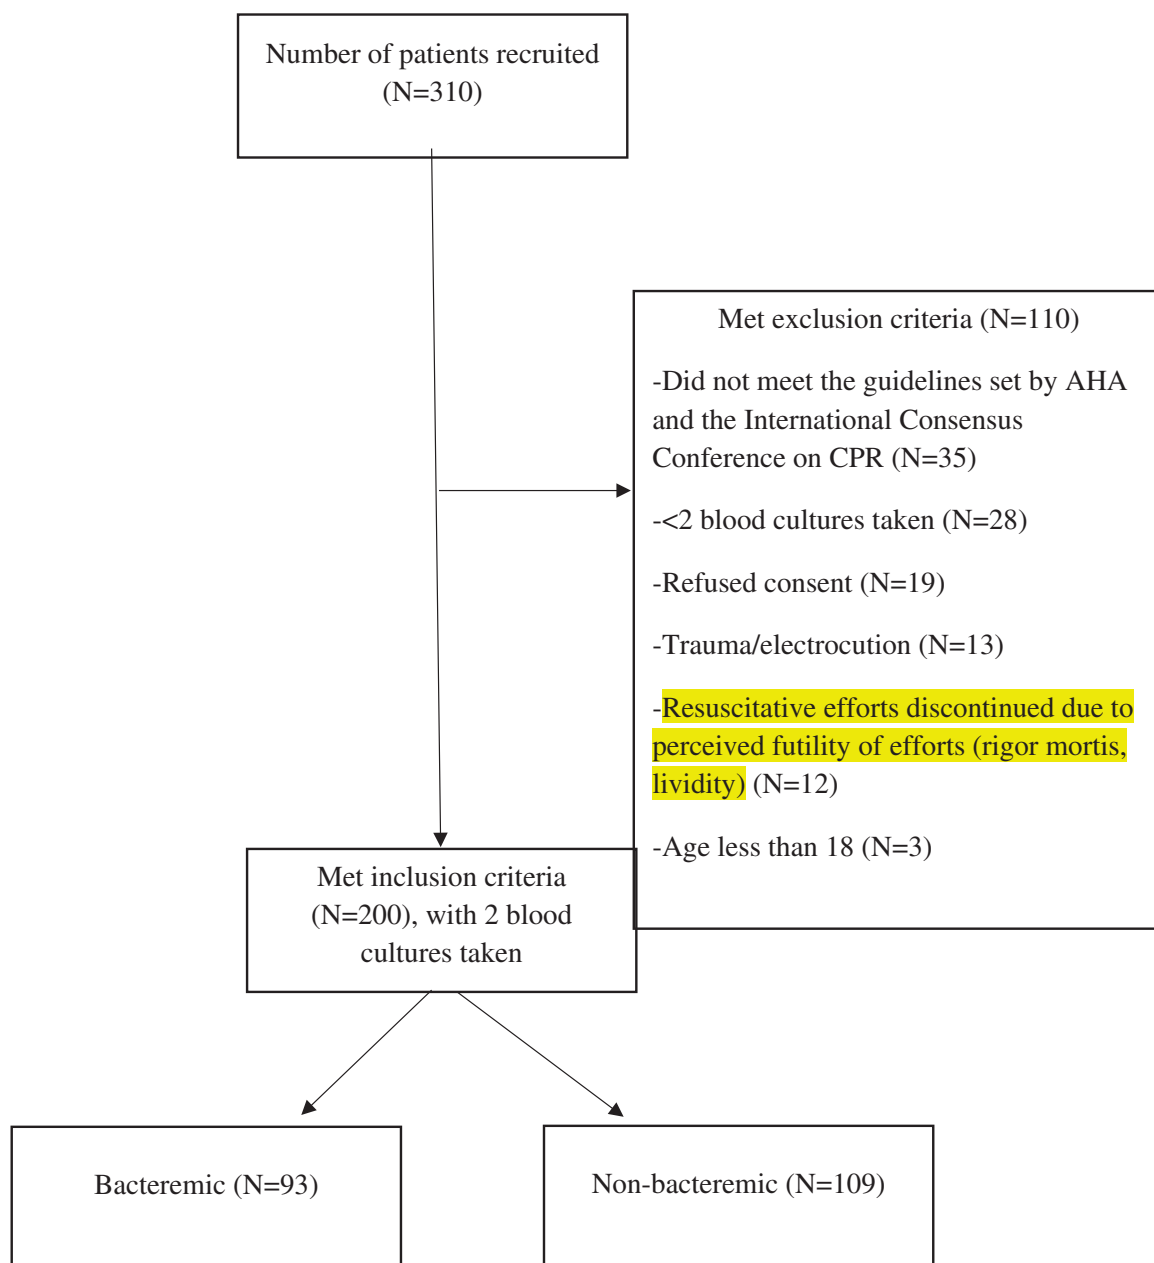 Number of patients recruited
(N=310)
Met exclusion criteria (N=110)
-Did not meet the guidelines set by AHA
and the International Consensus
Conference on CPR (N=35)
-<2 blood cultures taken (N=28)
-Refused consent (N=19)
-Trauma/electrocution (N=13)
-Resuscitative efforts discontinued due to
perceived futility of efforts (rigor mortis,
lividity) (N=12)
-Age less than 18 (N=3)
Met inclusion criteria
(N=200), with 2 blood
cultures taken
Bacteremic (N=93)
Non-bacteremic (N=109)